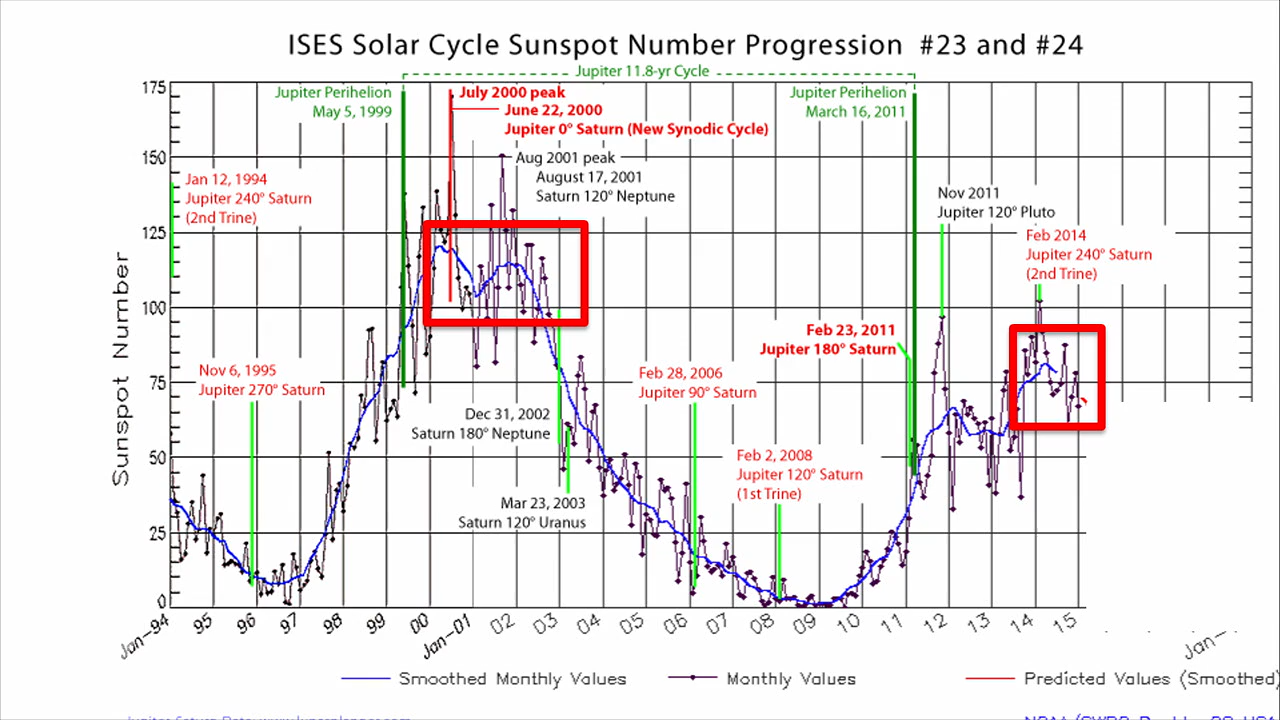 ISES Solar Cycle Sunspot Number Progression #23 and #24
Jupiter 11.8-yr Cycle
Jupiter Perihelion
May 5, 1999
July 2000 peak
June 22, 2000
Jupiter 0° Saturn (New Synodic Cycle)
Jupiter Perihelion
March 16, 2011
Aug 2001 peak
August 17, 2001
Saturn 120° Neptune
Jan 12, 1994
Jupiter 240° Saturn
(2nd Trine)
Nov 2011
Jupiter 120° Pluto
Feb 2014
Jupiter 240° Saturn
(2nd Trine)
Feb 23, 2011
Jupiter 180° Saturn
Nov 6, 1995
Jupiter 270° Saturn
Feb 28, 2006
Jupiter 90° Saturn
Dec 31, 2002
Saturn 180° Neptune
Feb 2, 2008
Jupiter 120° Saturn
(1st Trine)
Mar 23, 2003
Saturn 120° Uranus
Sunspot Number
175
150
125
100
75
50
25
0
Jan-94 95 96 97 98 99 00 Jan-01 02 03 04 05 06 07 08 09 10 11 12 13 14 15 Jan-
Smoothed Monthly Values Monthly Values Predicted Values (Smoothed)